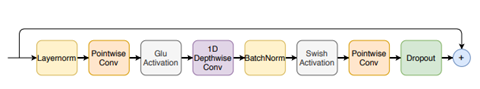 Layernorm
Pointwise
Conv
Glu
Activation
1D
Depthwise
Conv
BatchNorm
Swish
Activation
Pointwise
Conv
Dropout
+